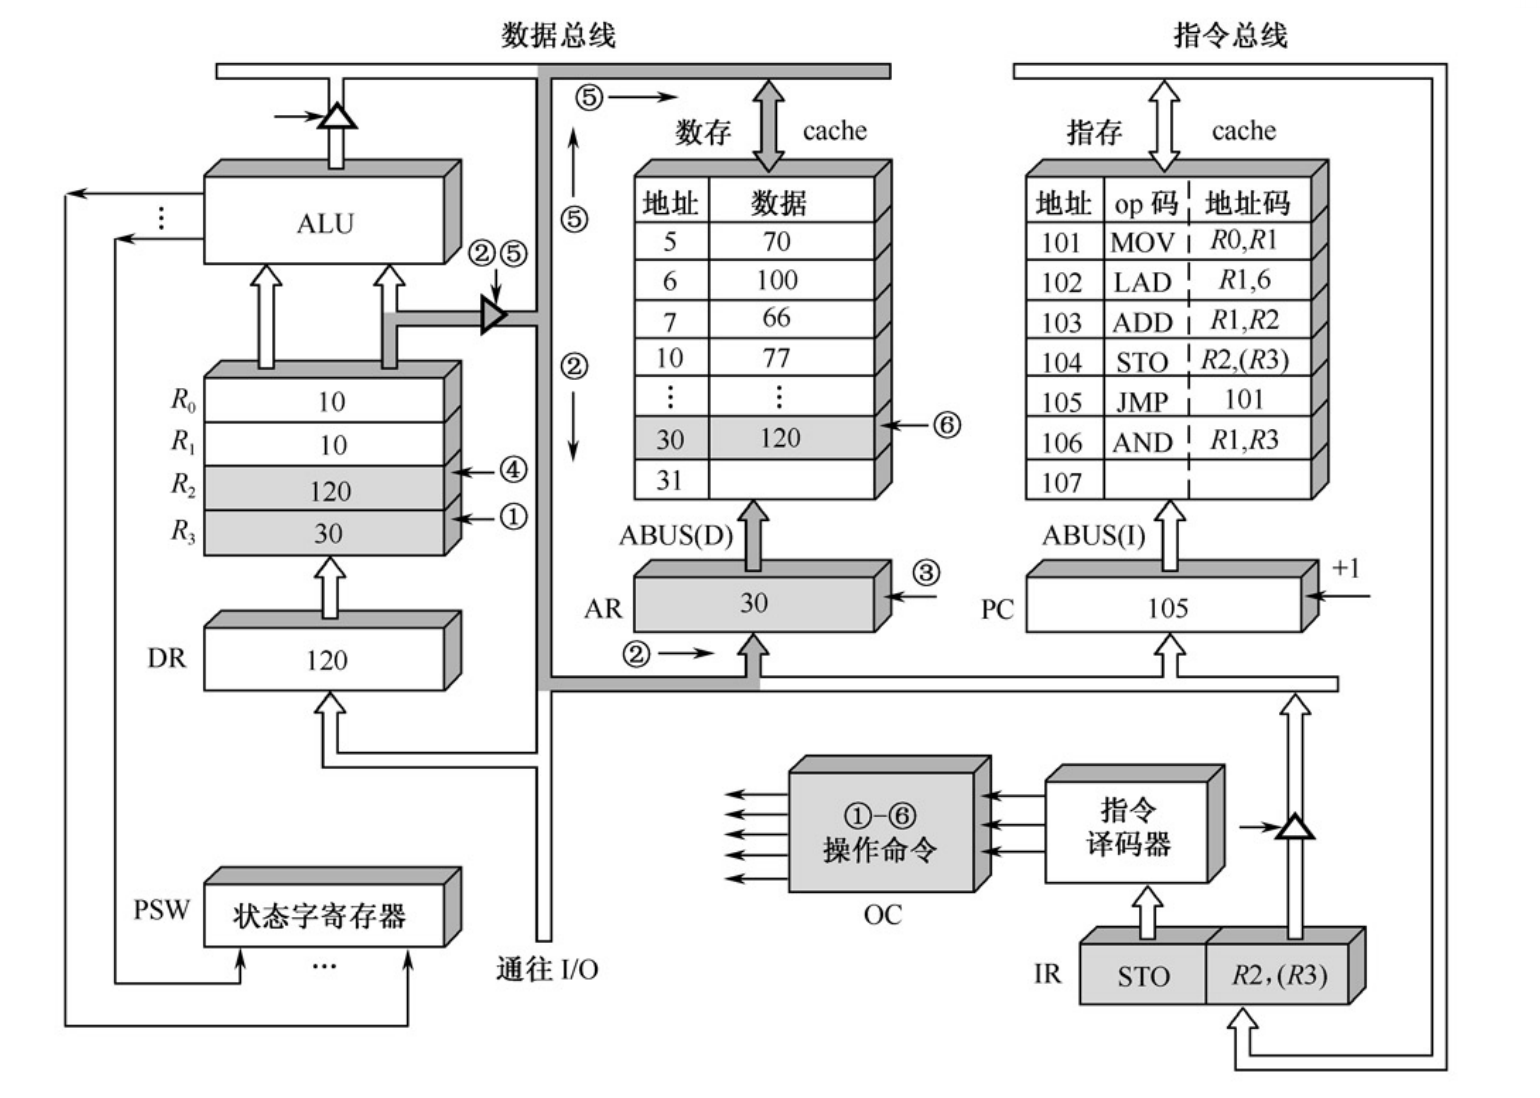 数据总线
指令总线
⑤
数存 cache
指存 cache
ALU
⋮
②⑤
⑤
②
地址 数据
5 70
6 100
7 66
10 77
⋮ ⋮
30 120
31
⑥
地址 op 码 地址码
101 MOV R0,R1
102 LAD R1,6
103 ADD R1,R2
104 STO R2,(R3)
105 JMP 101
106 AND R1,R3
107
R₀ 10
R₁ 10
R₂ 120 ④
R₃ 30 ①
ABUS(D)
ABUS(I)
AR 30 ③
PC 105 +1
②
DR 120
①-⑥
操作命令
OC
指令
译码器
PSW 状态字寄存器
...
通往 I/O
IR STO R2,(R3)